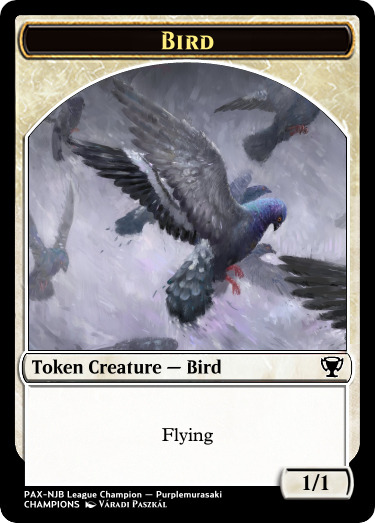 Bird
Token Creature — Bird
Flying
1/1
PAX-NJB League Champion — Purplemurasaki
CHAMPIONS Váradi Paszkál